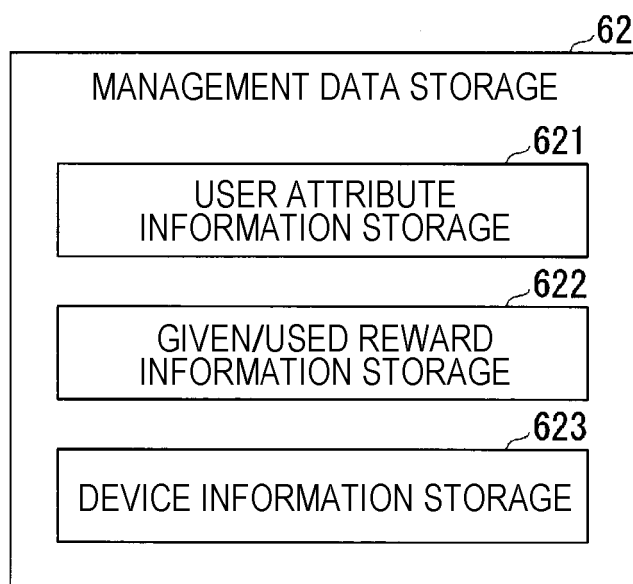 62
MANAGEMENT DATA STORAGE
621
USER ATTRIBUTE
INFORMATION STORAGE
622
GIVEN/USED REWARD
INFORMATION STORAGE
623
DEVICE INFORMATION STORAGE